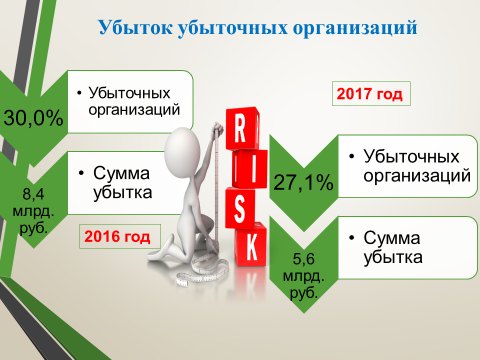 Убыток убыточных организаций
30,0%
• Убыточных
организаций
8,4
млрд.
руб.
• Сумма
убытка
2016 год
R
I
S
K
2017 год
27,1%
• Убыточных
организаций
5,6
млрд.
руб.
• Сумма
убытка